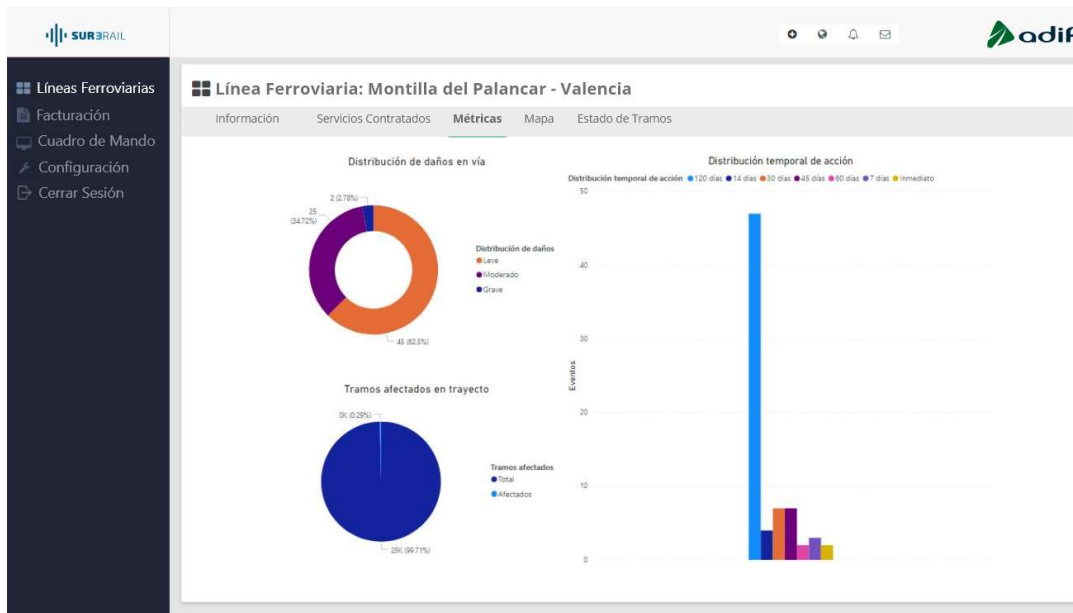 SURERAIL
adif
Líneas Ferroviarias
Facturación
Cuadro de Mando
Configuración
Cerrar Sesión
Línea Ferroviaria: Montilla del Palancar - Valencia
Información Servicios Contratados Métricas Mapa Estado de Tramos
Distribución de daños en vía
2 (2.78%)
25
(34.72%)
45 (62.5%)
Distribución de daños
Leve
Moderado
Grave
Tramos afectados en trayecto
0K (0.29%)
25K (99.71%)
Tramos afectados
Total
Afectados
Distribución temporal de acción
Distribución temporal de acción 120 días 14 días 30 días 45 días 60 días 7 días Inmediato
50
40
30
20
10
0
Eventos